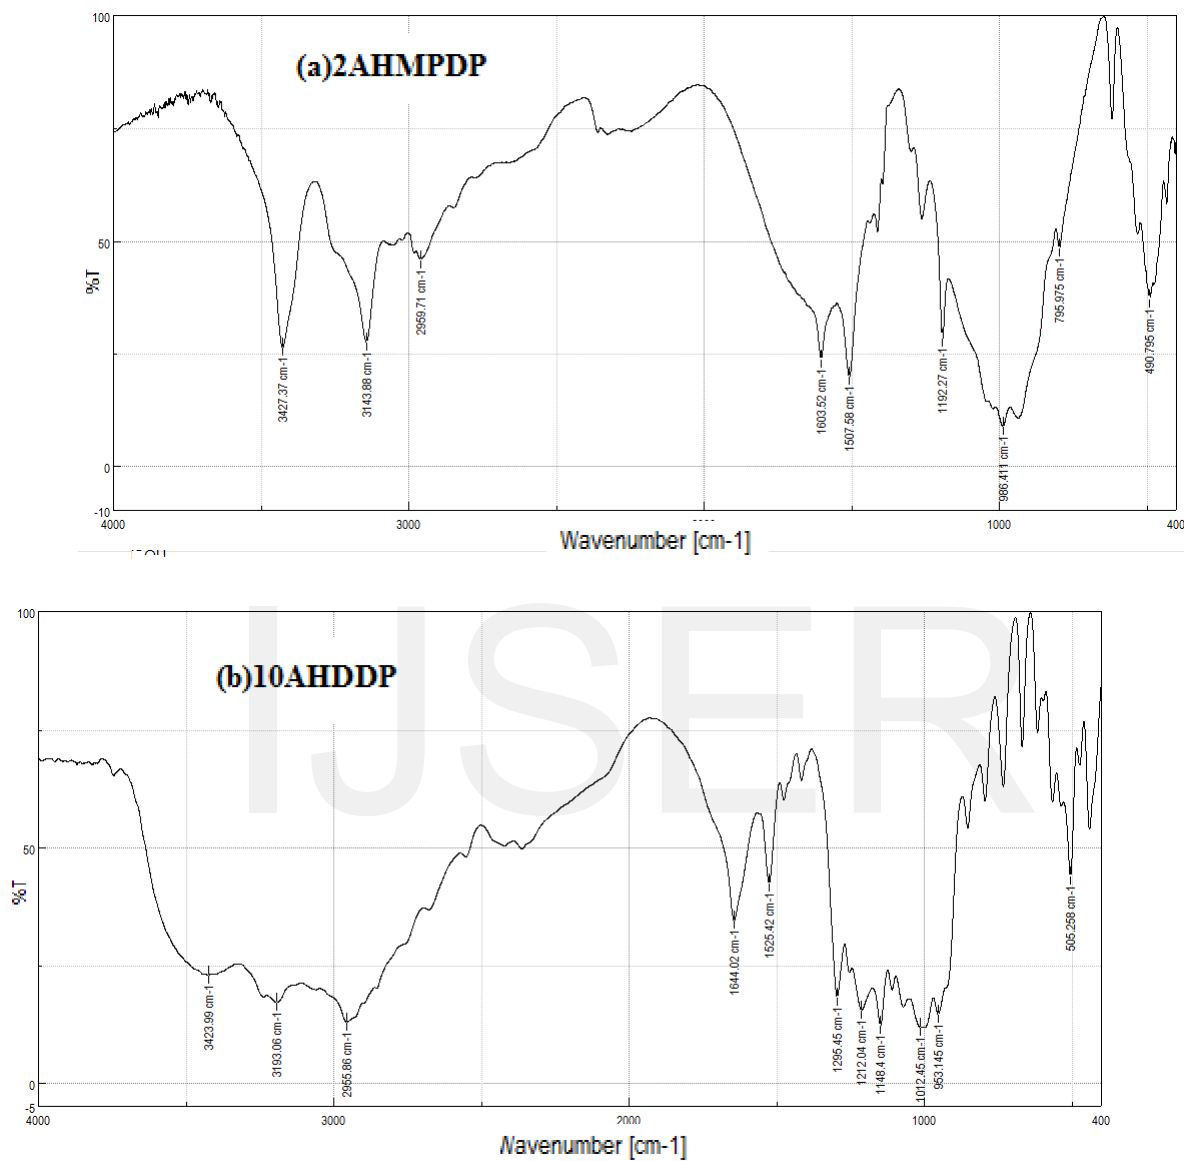 (a)2AHMPDP
100
50
0
-10
%T
3427.37 cm-1
3143.88 cm-1
2959.71 cm-1
1603.52 cm-1
1507.58 cm-1
1192.27 cm-1
986.411 cm-1
795.975 cm-1
490.795 cm-1
4000
3000
1000
400
Wavenumber [cm-1]
IJSER
(b)10AHDDP
100
50
0
-5
%T
3423.99 cm-1
3193.06 cm-1
2955.86 cm-1
1644.02 cm-1
1525.42 cm-1
1295.45 cm-1
1212.04 cm-1
1148.4 cm-1
1012.45 cm-1
953.145 cm-1
505.258 cm-1
4000
3000
2000
1000
400
Wavenumber [cm-1]